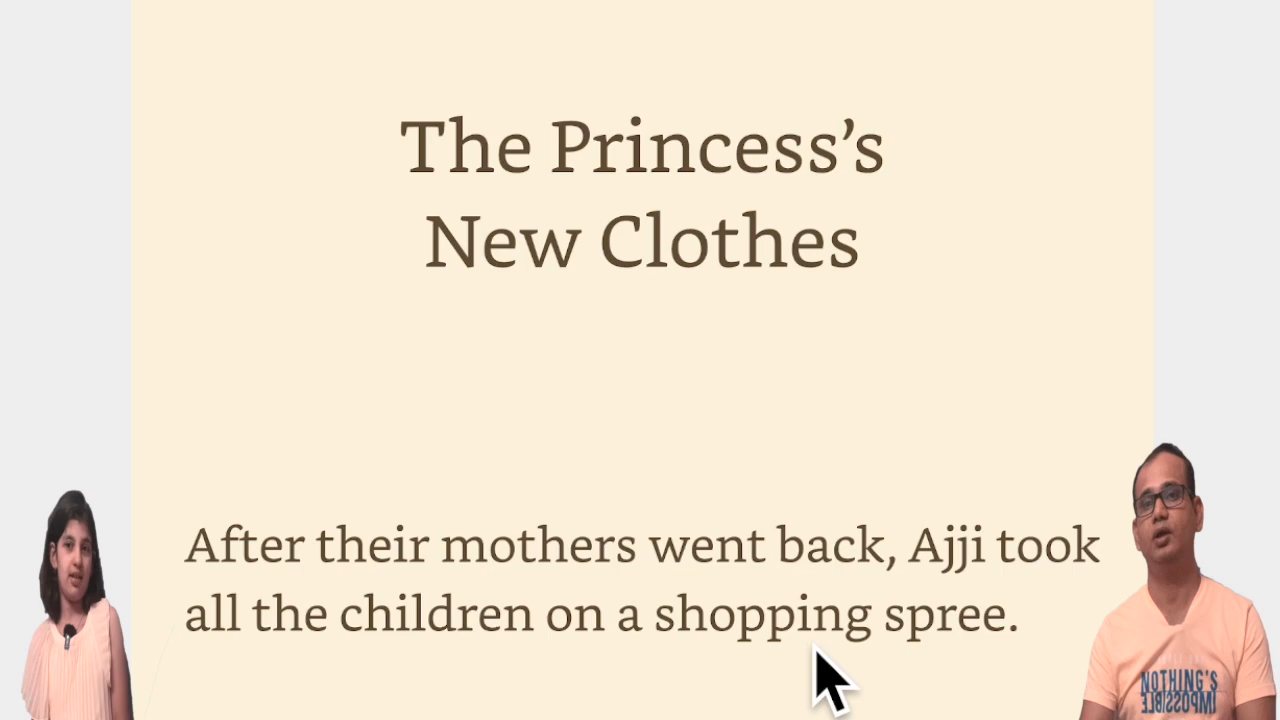 The Princess’s
New Clothes
After their mothers went back, Ajji took
all the children on a shopping spree.
NOTHING'S
IMPOSSIBLE